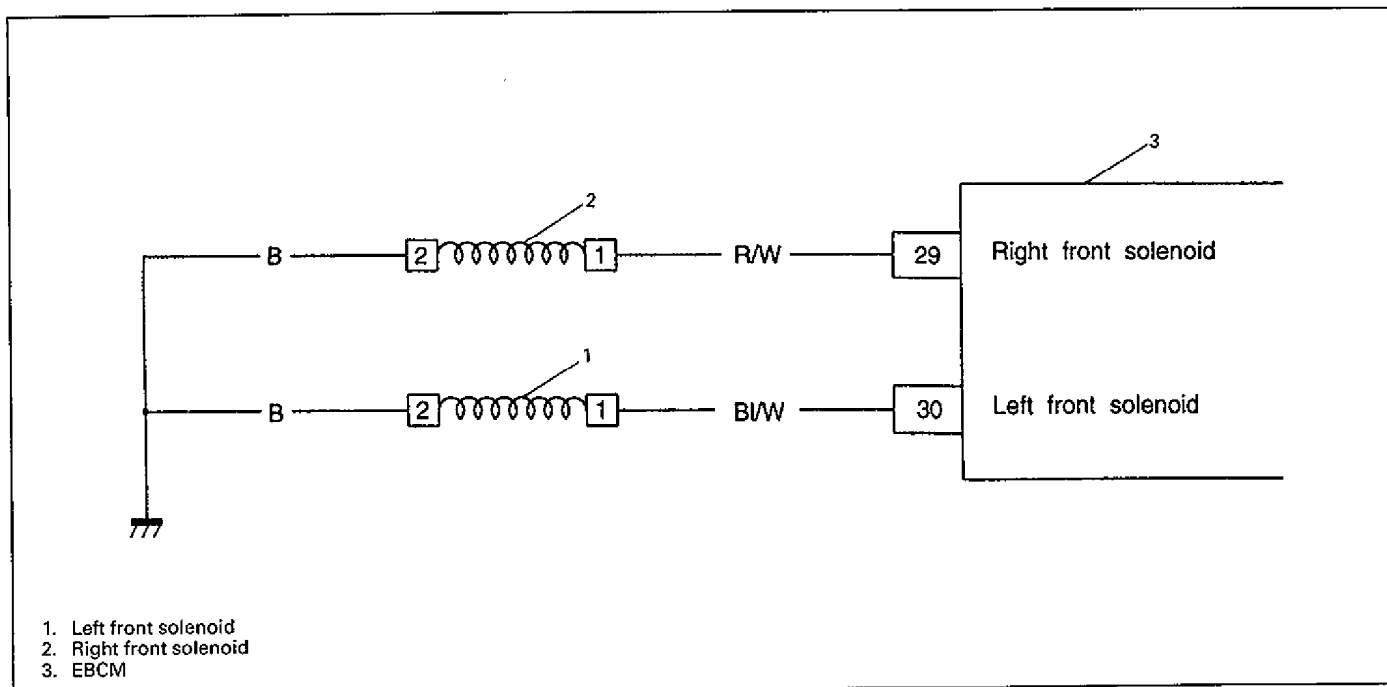 3
2
B 2 1 R/W 29 Right front solenoid
1
B 2 1 Bl/W 30 Left front solenoid
1. Left front solenoid
2. Right front solenoid
3. EBCM